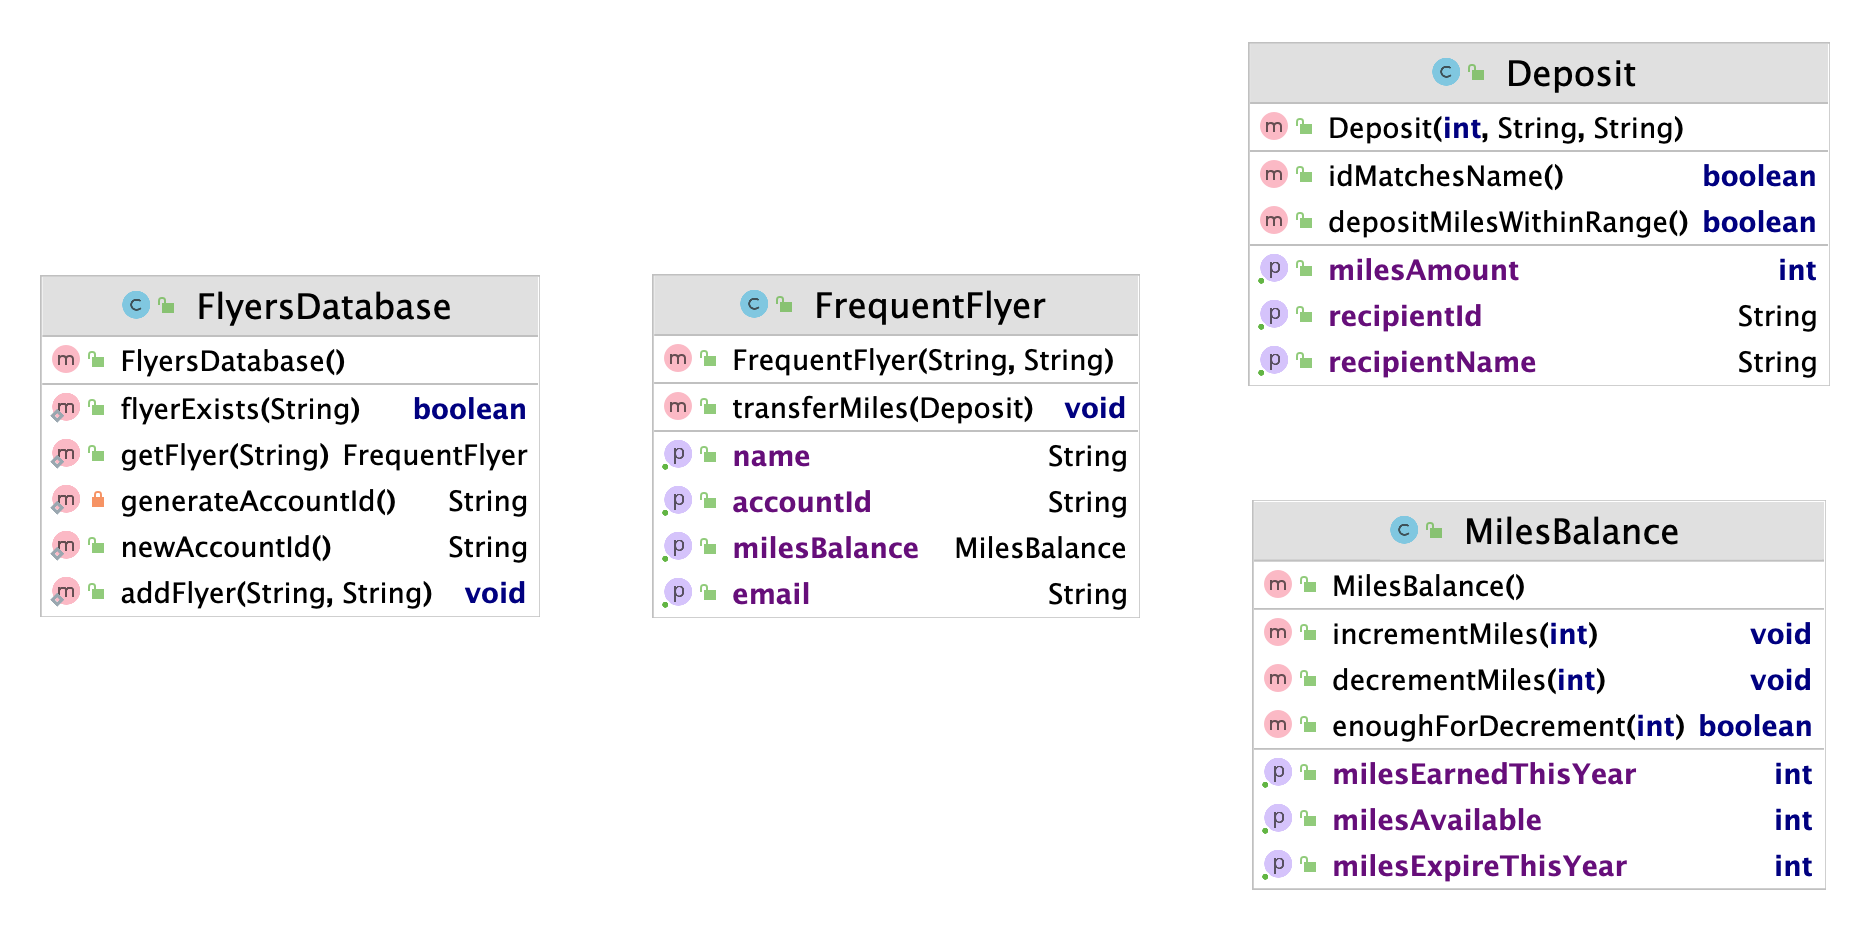 FlyersDatabase
FlyersDatabase()
flyerExists(String) boolean
getFlyer(String) FrequentFlyer
generateAccountId() String
newAccountId() String
addFlyer(String, String) void
FrequentFlyer
FrequentFlyer(String, String)
transferMiles(Deposit) void
name String
accountId String
milesBalance MilesBalance
email String
Deposit
Deposit(int, String, String)
idMatchesName() boolean
depositMilesWithinRange() boolean
milesAmount int
recipientId String
recipientName String
MilesBalance
MilesBalance()
incrementMiles(int) void
decrementMiles(int) void
enoughForDecrement(int) boolean
milesEarnedThisYear int
milesAvailable int
milesExpireThisYear int